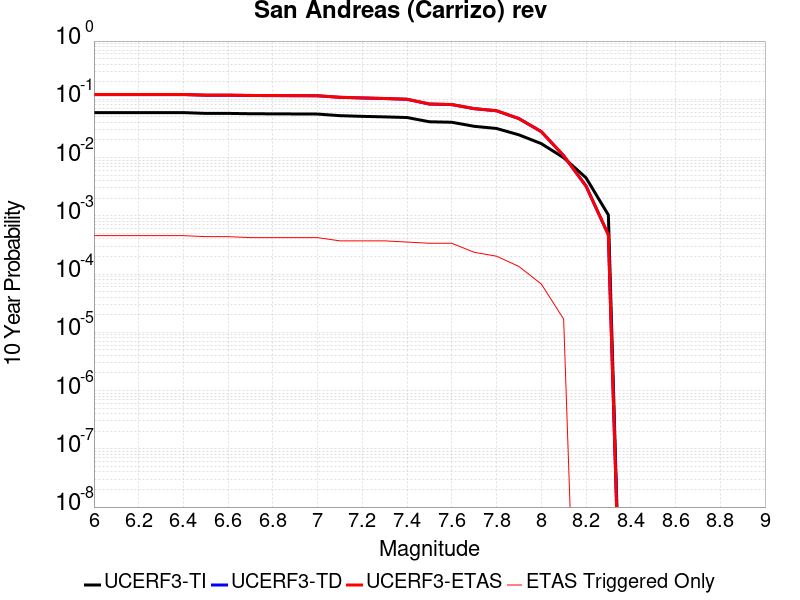 San Andreas (Carrizo) rev
10 0
10 -1
10 -2
10 -3
10 -4
10 -5
10 -6
10 -7
10 -8
10 Year Probability
6 6.2 6.4 6.6 6.8 7 7.2 7.4 7.6 7.8 8 8.2 8.4 8.6 8.8 9
Magnitude
UCERF3-TI UCERF3-TD UCERF3-ETAS ETAS Triggered Only